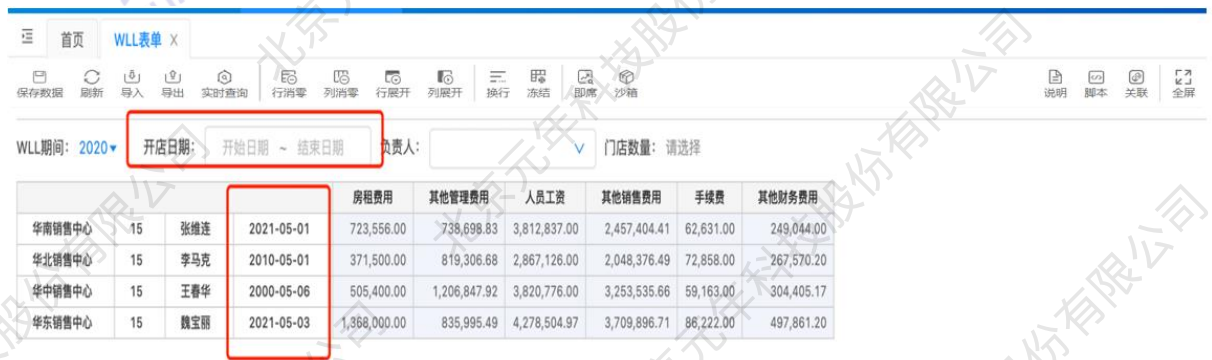 首页 WLL表单 ×
保存数据 刷新 导入 导出 实时查询 行消零 列消零 行展开 列展开 换行 冻结 即席 沙箱 说明 脚本 关联 全屏
WLL期间: 2020 开店日期: 开始日期 ~ 结束日期 负责人: 门店数量: 请选择
房租费用 其他管理费用 人员工资 其他销售费用 手续费 其他财务费用
华南销售中心 15 张维连 2021-05-01 723,556.00 738,698.83 3,812,837.00 2,457,404.41 62,631.00 249,044.00
华北销售中心 15 李马克 2010-05-01 371,500.00 819,306.68 2,867,126.00 2,048,376.49 72,858.00 267,570.20
华中销售中心 15 王春华 2000-05-06 505,400.00 1,206,847.92 3,820,776.00 3,253,535.66 59,163.00 304,405.17
华东销售中心 15 魏宝丽 2021-05-03 1,368,000.00 835,995.49 4,278,504.97 3,709,896.71 86,222.00 497,861.20
北京元年科技股份有限公司